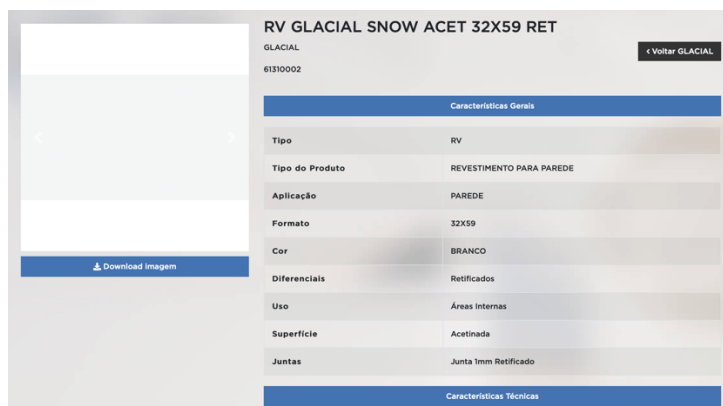 RV GLACIAL SNOW ACET 32X59 RET
GLACIAL
Voltar GLACIAL
61310002
Características Gerais
Tipo RV
Tipo do Produto REVESTIMENTO PARA PAREDE
Aplicação PAREDE
Formato 32X59
Cor BRANCO
Download imagem
Diferenciais Retificados
Uso Áreas Internas
Superfície Acetinada
Juntas Junta 1mm Retificado
Características Técnicas